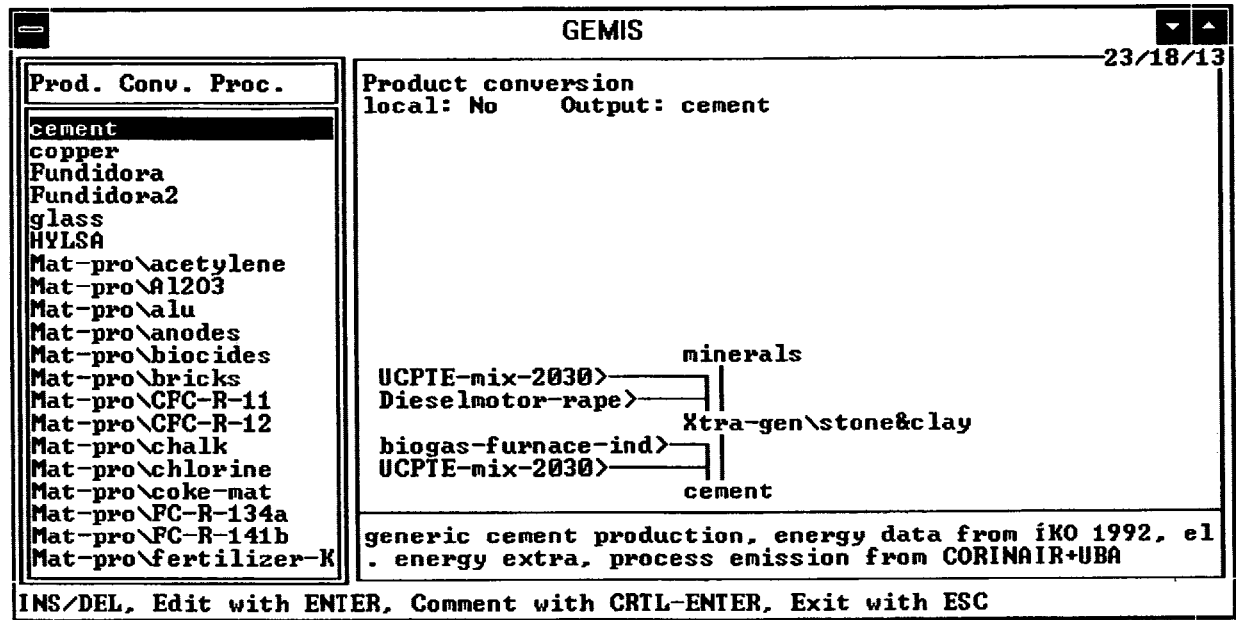 GEMIS
23/18/13
Prod. Conv. Proc.
cement
copper
Fundidora
Fundidora2
glass
HYLSA
Mat-pro\acetylene
Mat-pro\Al2O3
Mat-pro\alu
Mat-pro\anodes
Mat-pro\biocides
Mat-pro\bricks
Mat-pro\CFC-R-11
Mat-pro\CFC-R-12
Mat-pro\chalk
Mat-pro\chlorine
Mat-pro\coke-mat
Mat-pro\FC-R-134a
Mat-pro\FC-R-141b
Mat-pro\fertilizer-K
Product conversion
local: No Output: cement
minerals
UCPTE-mix-2030>
Dieselmotor-rape>
Xtra-gen\stone&clay
biogas-furnace-ind>
UCPTE-mix-2030>
cement
generic cement production, energy data from íKO 1992, el
. energy extra, process emission from CORINAIR+UBA
INS/DEL, Edit with ENTER, Comment with CRTL-ENTER, Exit with ESC